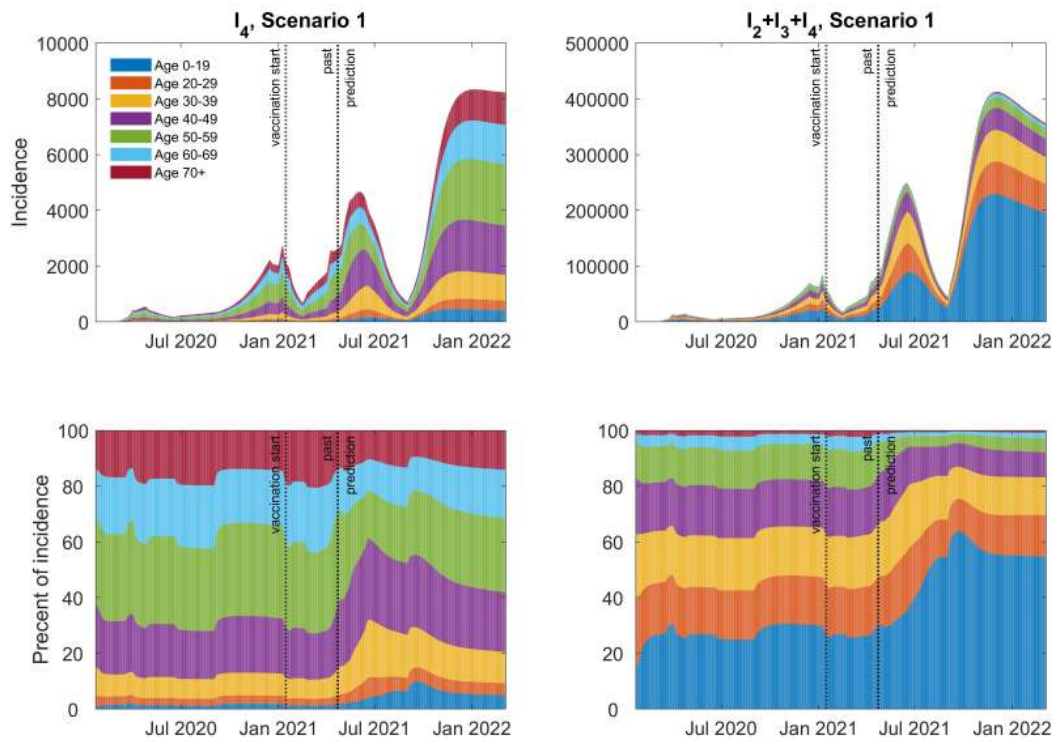 I4, Scenario 1
I2+I3+I4, Scenario 1
Incidence
10000
8000
6000
4000
2000
0
Age 0-19
Age 20-29
Age 30-39
Age 40-49
Age 50-59
Age 60-69
Age 70+
vaccination start
past
prediction
Jul 2020
Jan 2021
Jul 2021
Jan 2022
500000
400000
300000
200000
100000
0
vaccination start
past
prediction
Jul 2020
Jan 2021
Jul 2021
Jan 2022
Precent of incidence
100
80
60
40
20
0
vaccination start
past
prediction
Jul 2020
Jan 2021
Jul 2021
Jan 2022
100
80
60
40
20
0
vaccination start
past
prediction
Jul 2020
Jan 2021
Jul 2021
Jan 2022